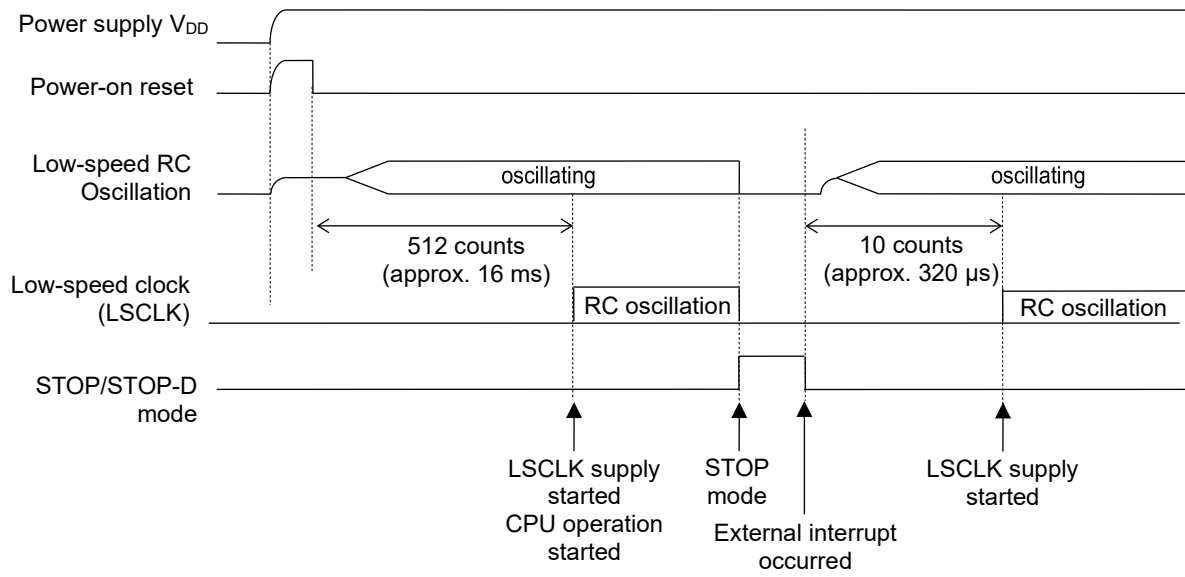 Power supply VDD
Power-on reset
Low-speed RC
Oscillation
oscillating
oscillating
512 counts
(approx. 16 ms)
10 counts
(approx. 320 µs)
Low-speed clock
(LSCLK)
RC oscillation
RC oscillation
STOP/STOP-D
mode
LSCLK supply
started
CPU operation
started
STOP
mode
External interrupt
occurred
LSCLK supply
started